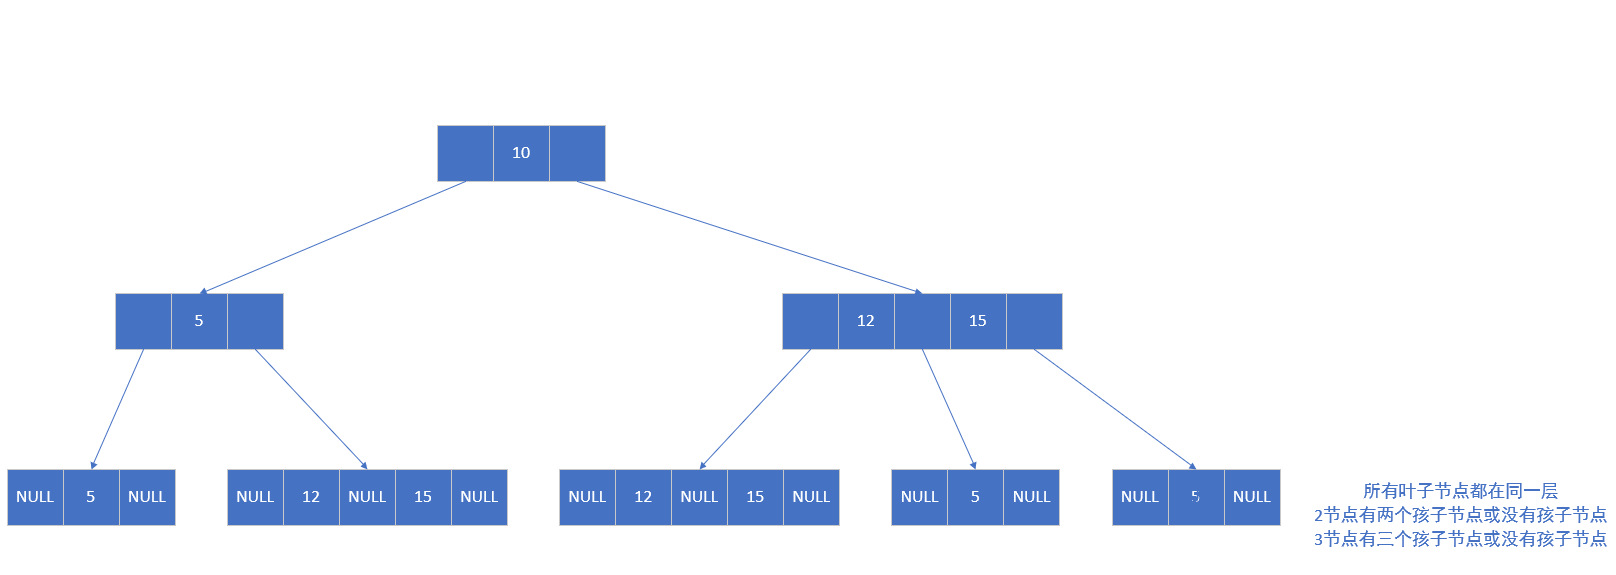 10
5
12 15
NULL 5 NULL
NULL 12 NULL 15 NULL
NULL 12 NULL 15 NULL
NULL 5 NULL
NULL 5 NULL
所有叶子节点都在同一层
2节点有两个孩子节点或没有孩子节点
3节点有三个孩子节点或没有孩子节点